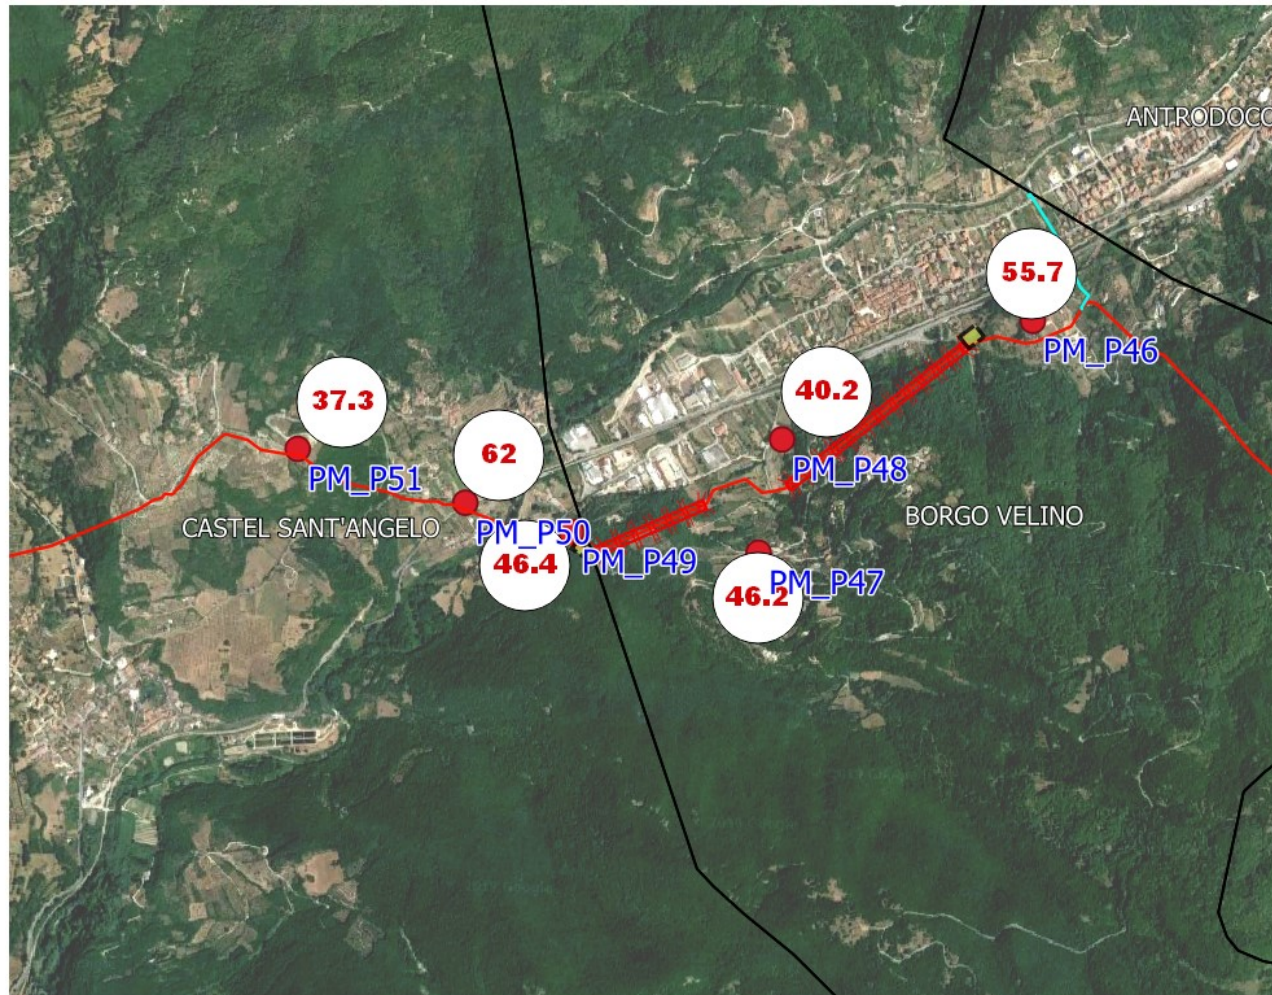 ANTRODOCO
55.7
PM_P46
37.3
40.2
62
PM_P51
PM_P48
CASTEL SANT'ANGELO
PM_P50
BORGO VELINO
46.4
PM_P49
46.2
PM_P47